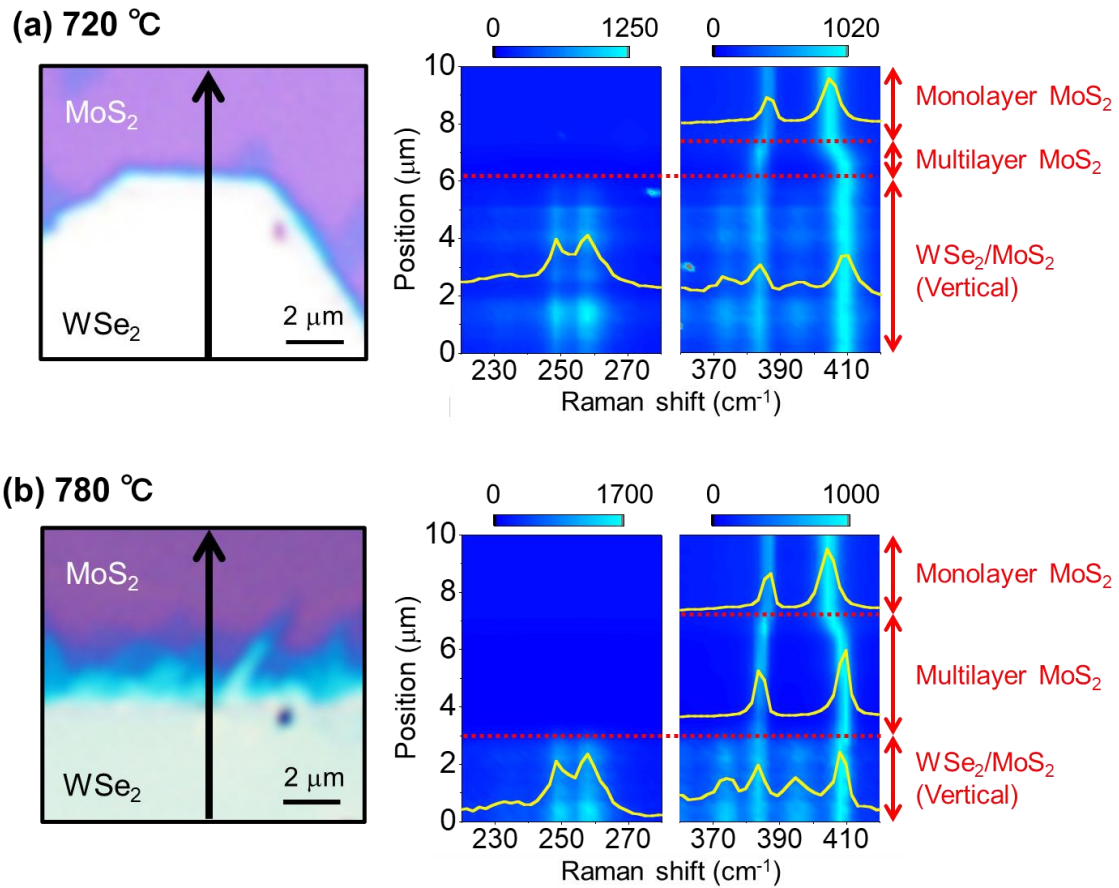 (a) 720 ℃
MoS₂
WSe₂
2 μm
0 1250
0 1020
10
8
6
4
2
0
Position (μm)
230 250 270
370 390 410
Raman shift (cm⁻¹)
Monolayer MoS₂
Multilayer MoS₂
WSe₂/MoS₂
(Vertical)
(b) 780 ℃
MoS₂
WSe₂
2 μm
0 1700
0 1000
10
8
6
4
2
0
Position (μm)
230 250 270
370 390 410
Raman shift (cm⁻¹)
Monolayer MoS₂
Multilayer MoS₂
WSe₂/MoS₂
(Vertical)